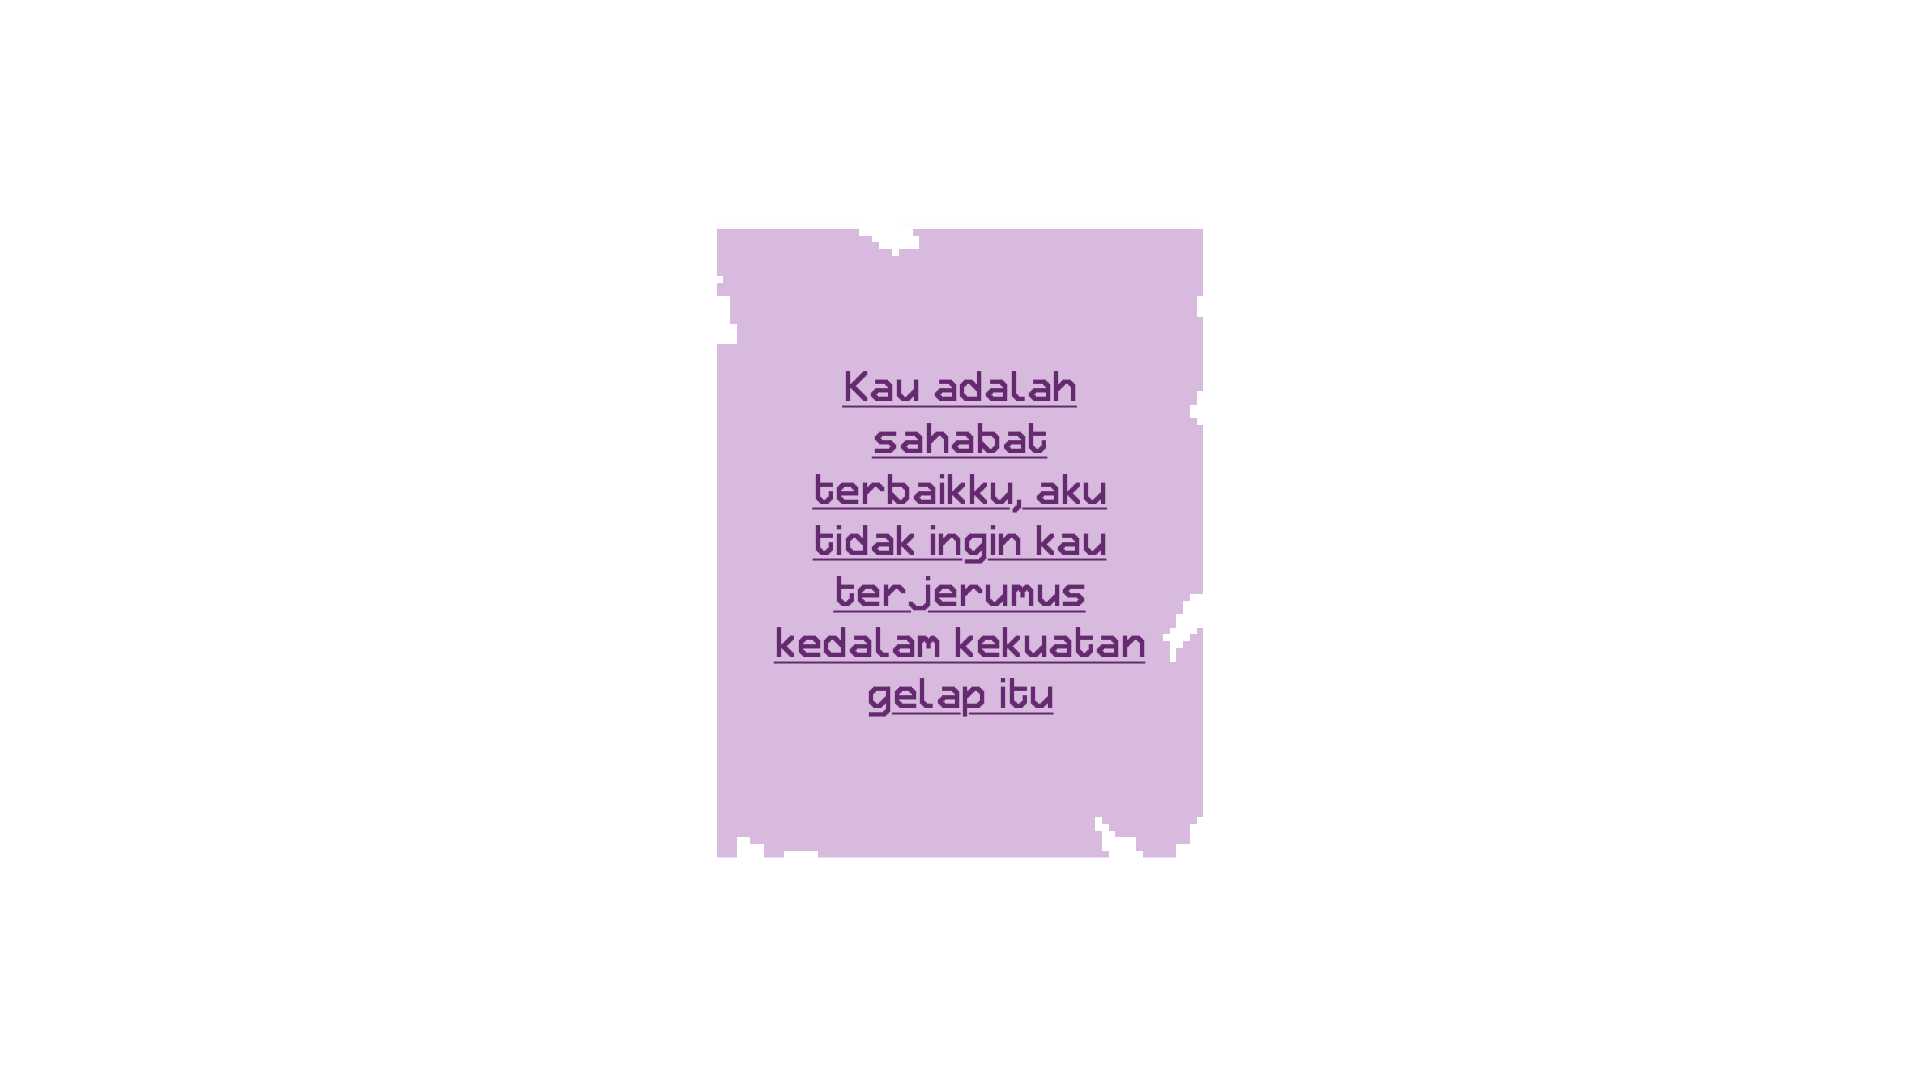 Kau adalah
sahabat
terbaikku, aku
tidak ingin kau
terjerumus
kedalam kekuatan
gelap itu